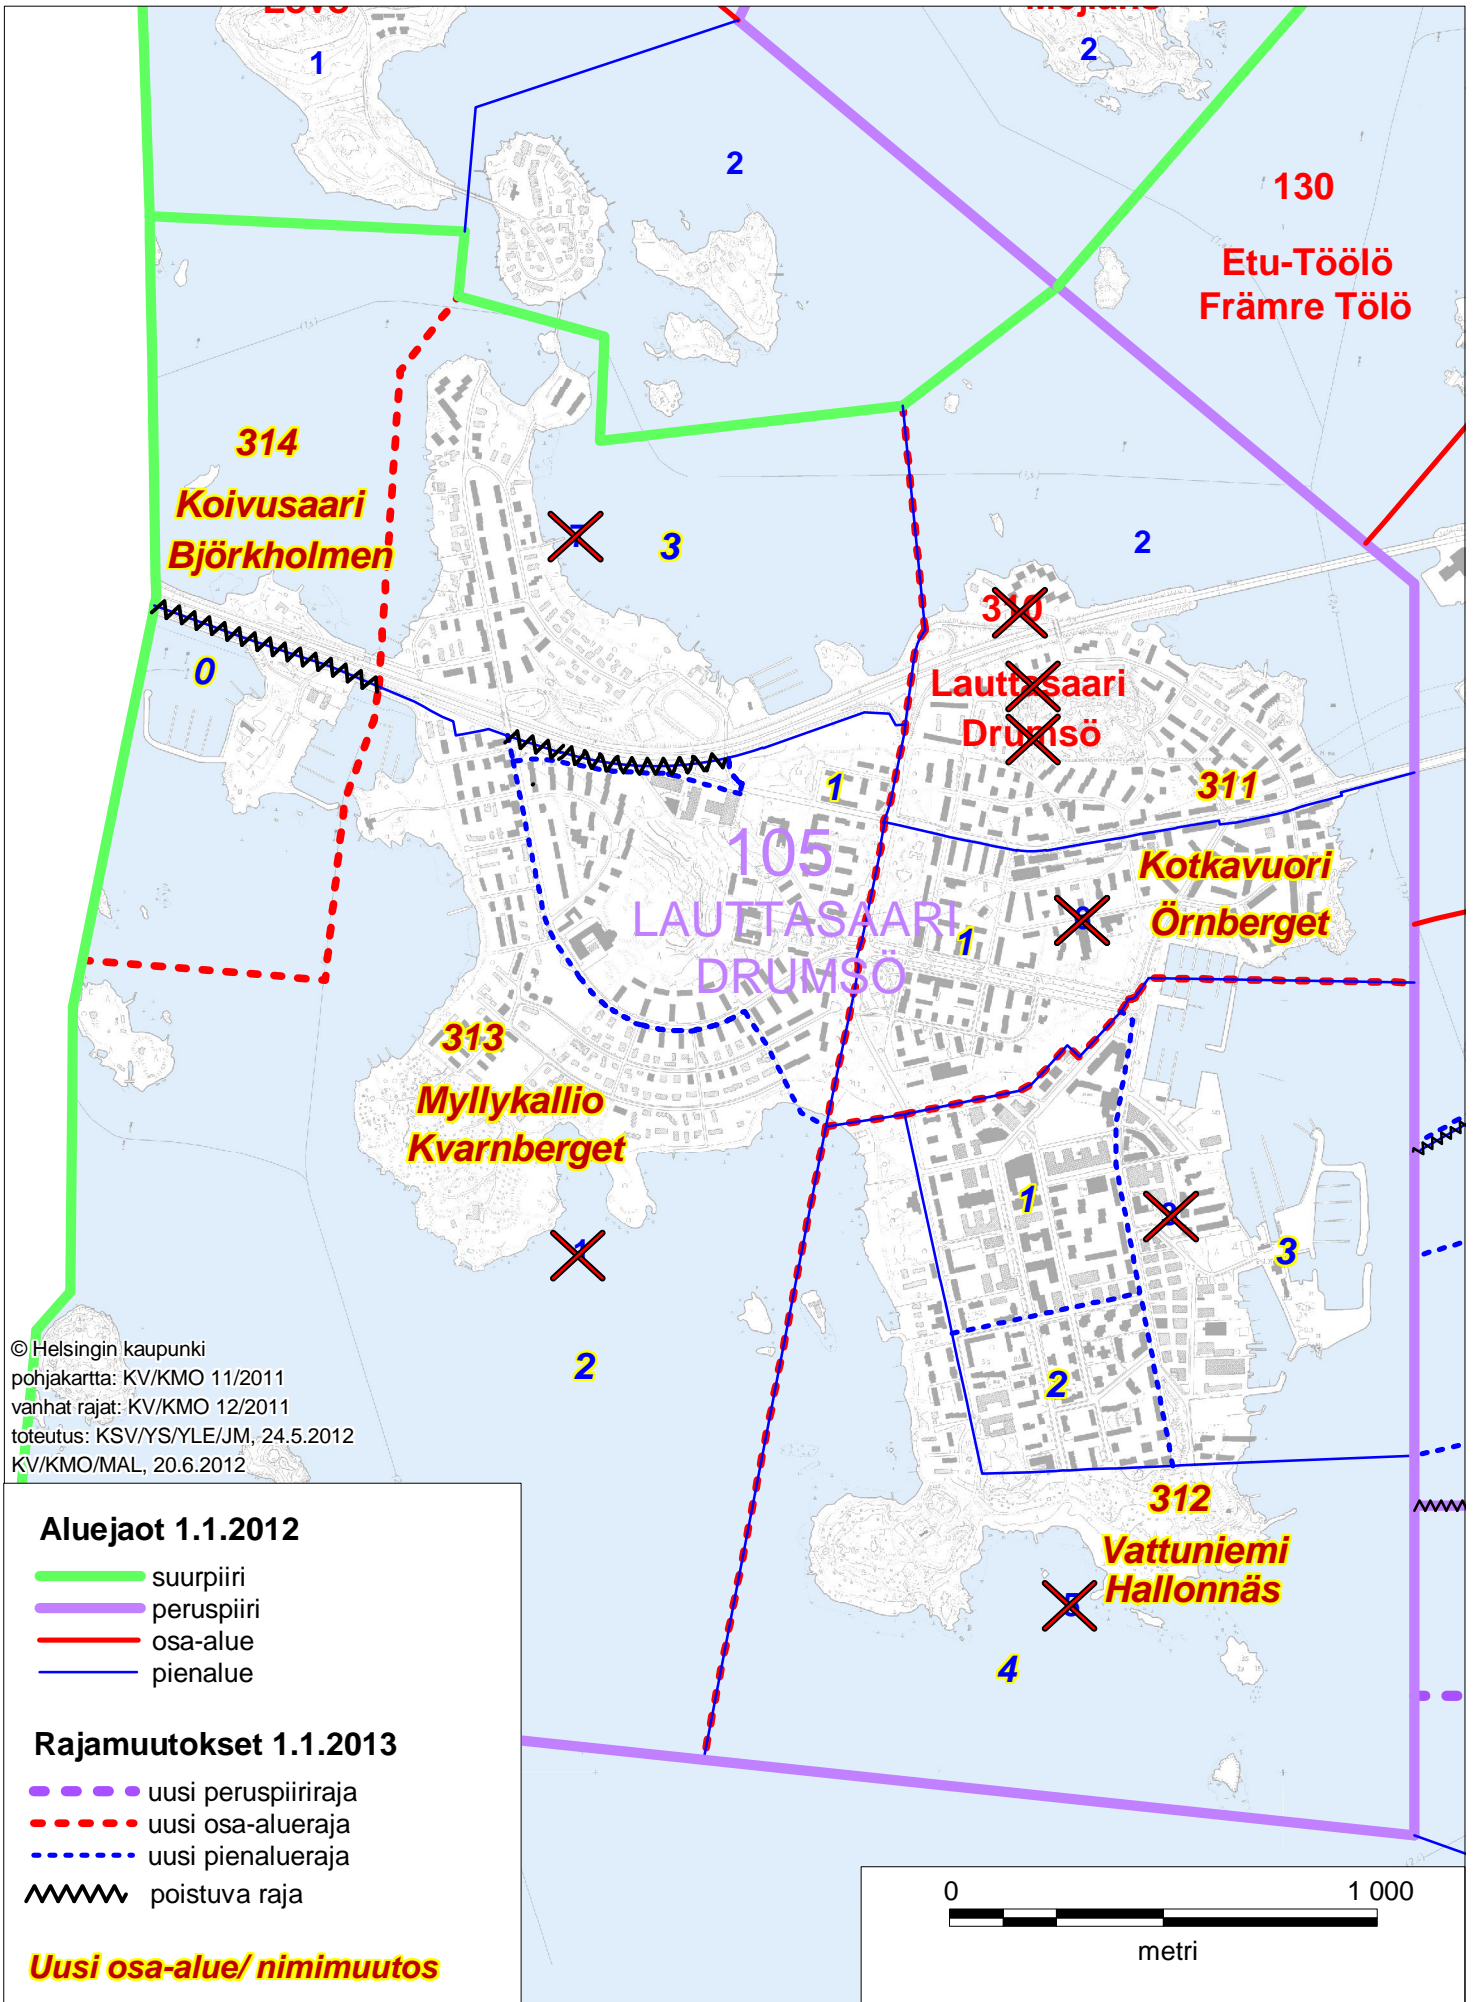 1
2
2
130
Etu-Töölö
Främre Tölö
314
Koivusaari
Björkholmen
7
3
2
310
0
Lauttasaari
Drumsö
1
311
105
LAUTTASAARI
DRUMSÖ
Kotkavuori
Örnberget
1
313
Myllykallio
Kvarnberget
1
3
1
2
2
312
Vattuniemi
Hallonnäs
5
4
© Helsingin kaupunki
pohjakartta: KV/KMO 11/2011
vanhat rajat: KV/KMO 12/2011
toteutus: KSV/YS/YLE/JM, 24.5.2012
KV/KMO/MAL, 20.6.2012
Aluejaot 1.1.2012
suurpiiri
peruspiiri
osa-alue
pienalue
Rajamuutokset 1.1.2013
uusi peruspiiriraja
uusi osa-alueraja
uusi pienalueraja
poistuva raja
Uusi osa-alue/ nimimuutos
0 1 000
metri